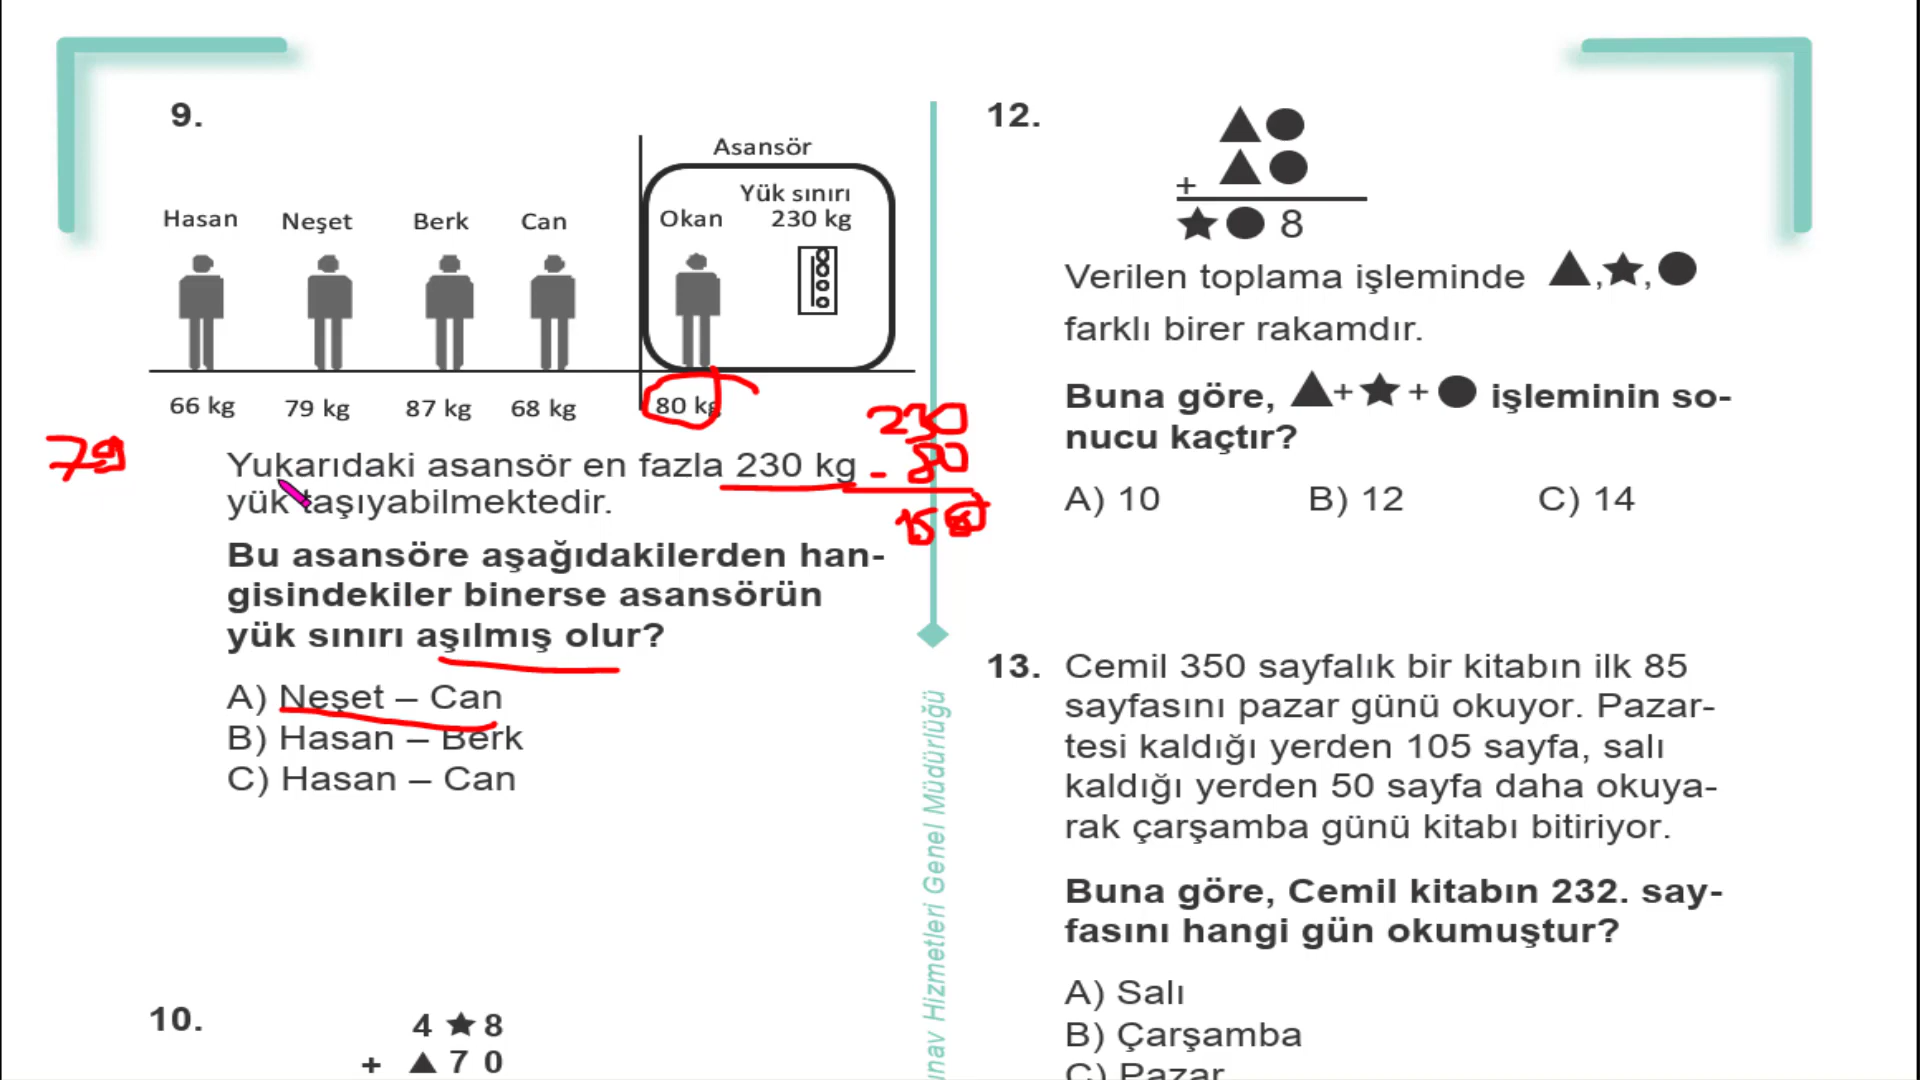 9.
Asansör
Yük sınırı
230 kg
Hasan Neşet Berk Can Okan
66 kg 79 kg 87 kg 68 kg 80 kg
230
- 80
150
79
Yukarıdaki asansör en fazla 230 kg
yük taşıyabilmektedir.
Bu asansöre aşağıdakilerden han-
gisindekiler binerse asansörün
yük sınırı aşılmış olur?
A) Neşet – Can
B) Hasan – Berk
C) Hasan – Can
10.
4 ★ 8
+ ▲ 7 0
ınav Hizmetleri Genel Müdürlüğü
12.
▲●
+ ▲●
★● 8
Verilen toplama işleminde ▲,★,●
farklı birer rakamdır.
Buna göre, ▲+★+● işleminin so-
nucu kaçtır?
A) 10 B) 12 C) 14
13. Cemil 350 sayfalık bir kitabın ilk 85
sayfasını pazar günü okuyor. Pazar-
tesi kaldığı yerden 105 sayfa, salı
kaldığı yerden 50 sayfa daha okuya-
rak çarşamba günü kitabı bitiriyor.
Buna göre, Cemil kitabın 232. say-
fasını hangi gün okumuştur?
A) Salı
B) Çarşamba
C) Pazar